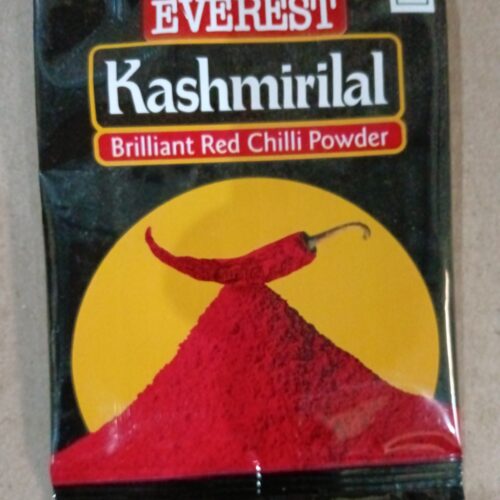 EVEREST
Kashmirilal
Brilliant Red Chilli Powder